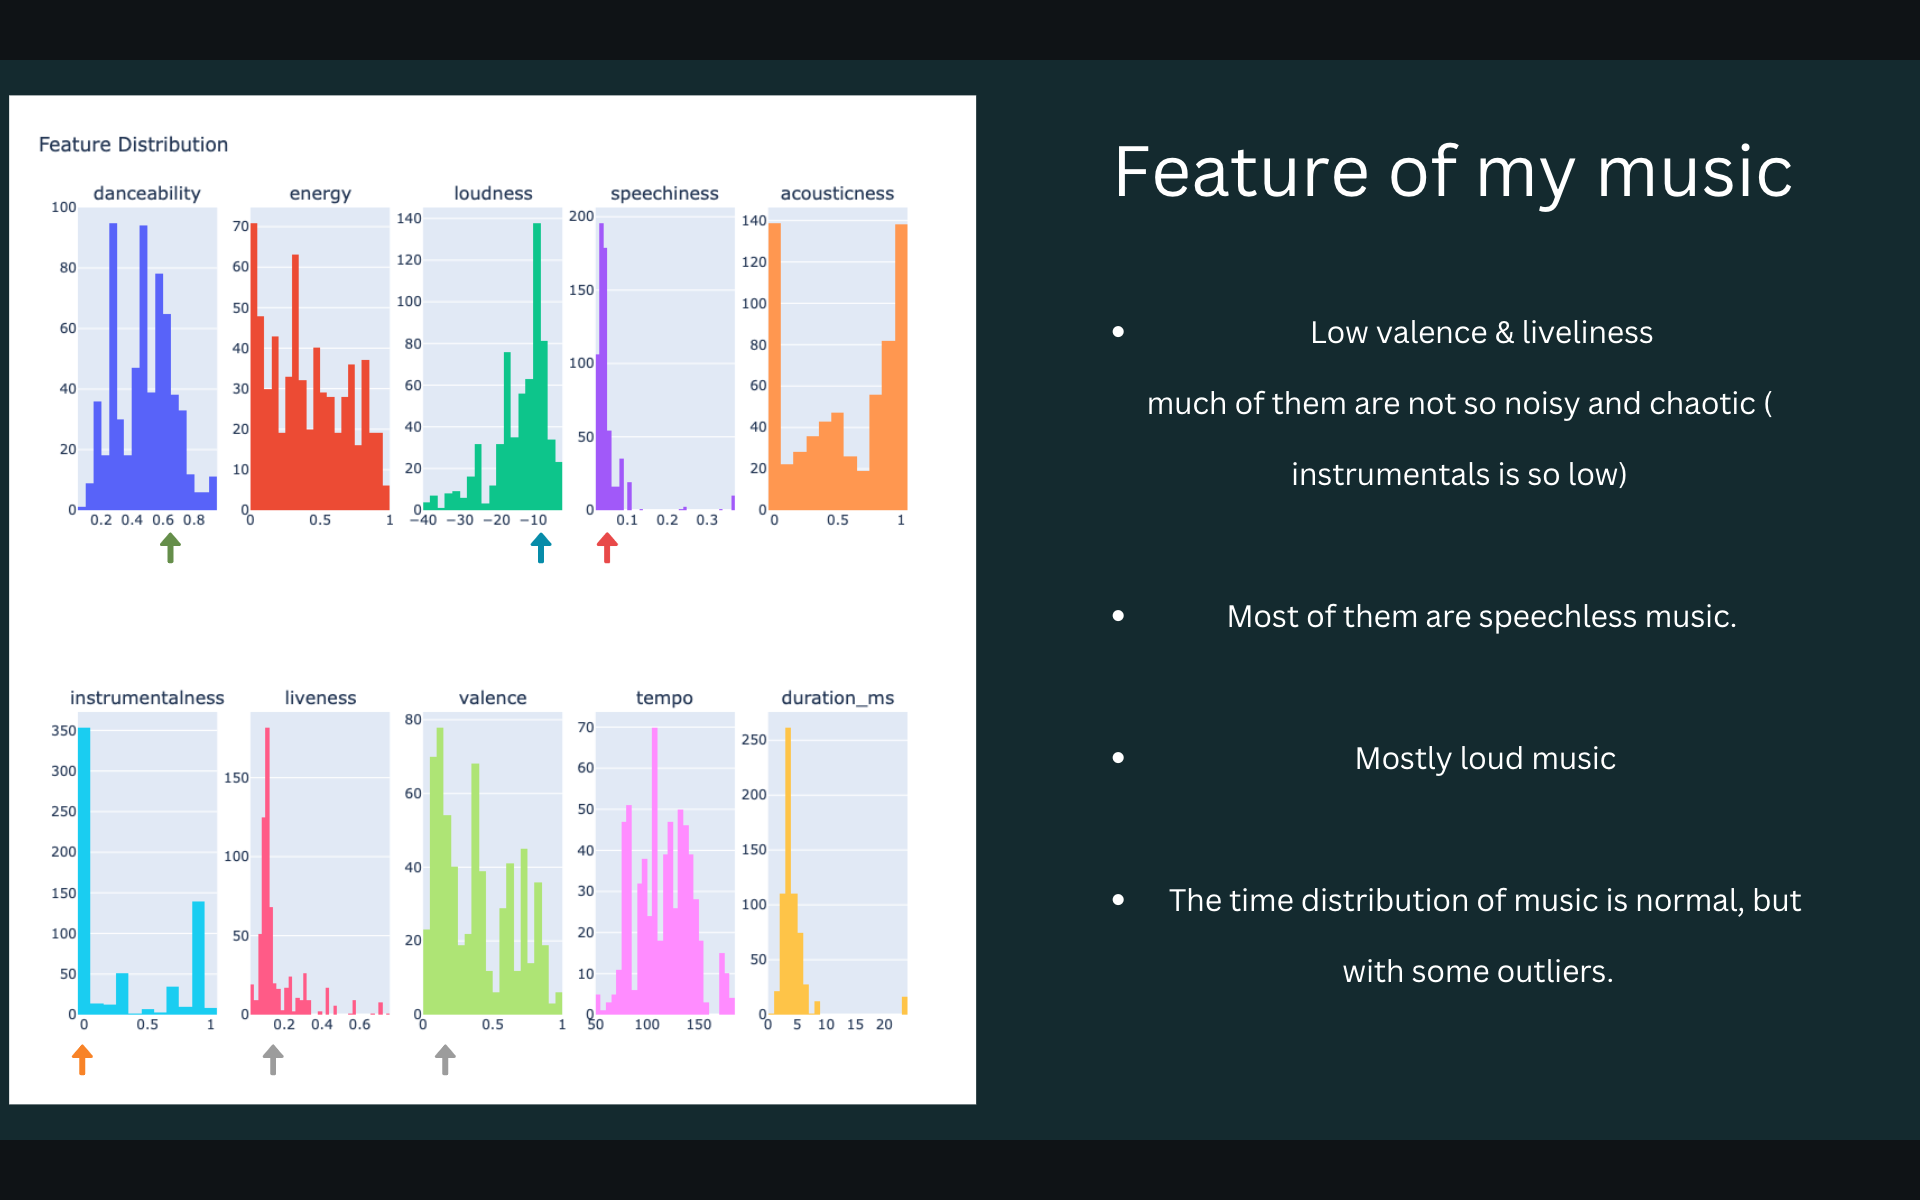 Feature Distribution
danceability
energy
loudness
speechiness
acousticness
100
80
60
40
20
0
0.2 0.4 0.6 0.8
70
60
50
40
30
20
10
0
0 0.5 1
140
120
100
80
60
40
20
0
−40 −30 −20 −10
200
150
100
50
0
0.1 0.2 0.3
140
120
100
80
60
40
20
0
0 0.5 1
instrumentalness
liveness
valence
tempo
duration_ms
350
300
250
200
150
100
50
0
0 0.5 1
150
100
50
0
0.2 0.4 0.6
80
60
40
20
0
0 0.5 1
70
60
50
40
30
20
10
0
50 100 150
250
200
150
100
50
0
0 5 10 15 20
Feature of my music
• Low valence & liveliness
much of them are not so noisy and chaotic (
instrumentals is so low)
• Most of them are speechless music.
• Mostly loud music
• The time distribution of music is normal, but
with some outliers.